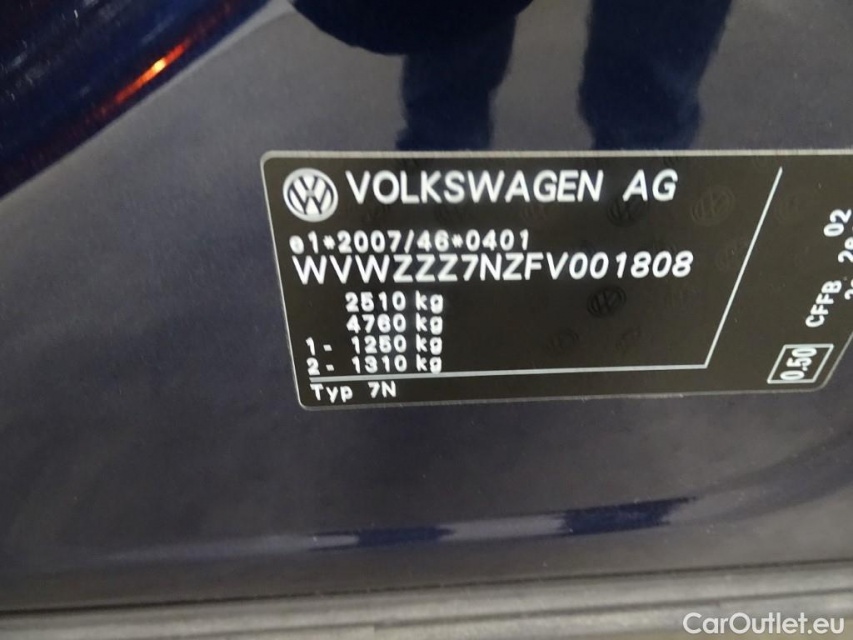 VOLKSWAGEN AG
e1*2007/46*0401
WVWZZZ7NZFV001808
2510 kg
4760 kg
1 - 1250 kg
2 - 1310 kg
Typ 7N
02
CFFB
0.50
CarOutlet.eu